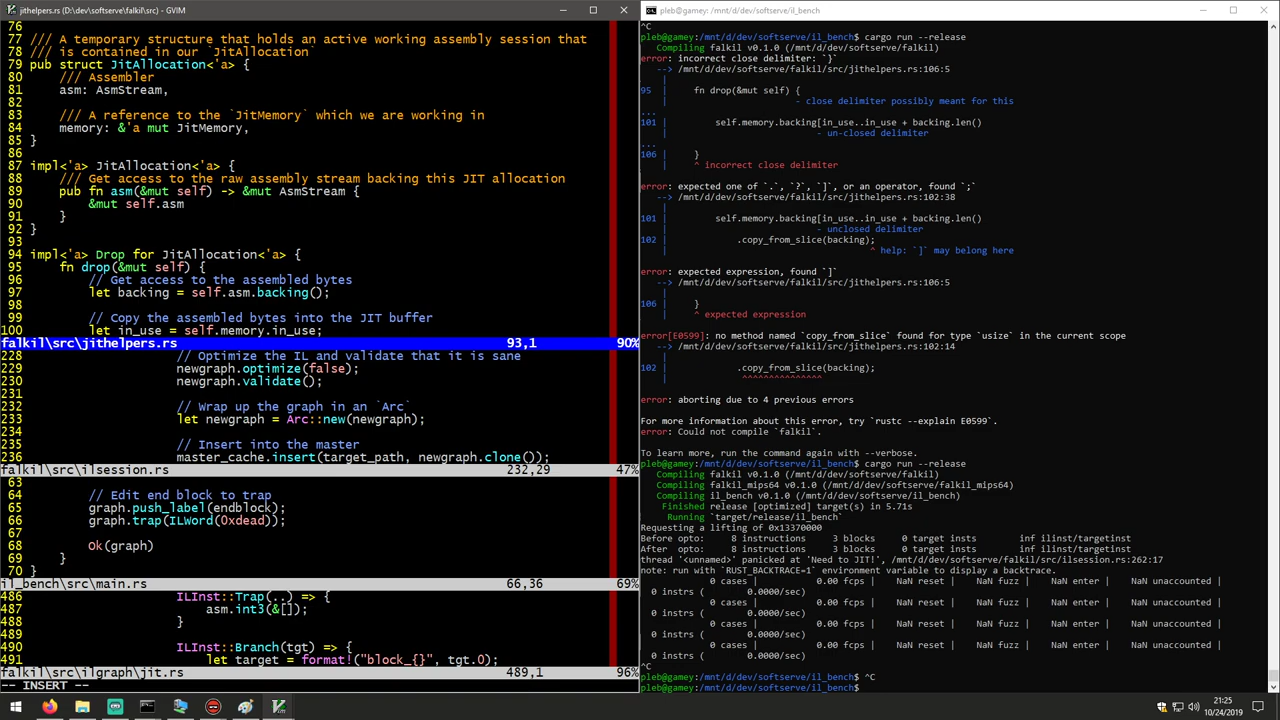 jithelpers.rs (D:\dev\softserve\falkil\src) - GVIM
76
77 /// A temporary structure that holds an active working assembly session that
78 /// is contained in our `JitAllocation`
79 pub struct JitAllocation<'a> {
80     /// Assembler
81     asm: AsmStream,
82
83     /// A reference to the `JitMemory` which we are working in
84     memory: &'a mut JitMemory,
85 }
86
87 impl<'a> JitAllocation<'a> {
88     /// Get access to the raw assembly stream backing this JIT allocation
89     pub fn asm(&mut self) -> &mut AsmStream {
90         &mut self.asm
91     }
92 }
93
94 impl<'a> Drop for JitAllocation<'a> {
95     fn drop(&mut self) {
96         // Get access to the assembled bytes
97         let backing = self.asm.backing();
98
99         // Copy the assembled bytes into the JIT buffer
100         let in_use = self.memory.in_use;
falkil\src\jithelpers.rs 93,1 90%
228 // Optimize the IL and validate that it is sane
229 newgraph.optimize(false);
230 newgraph.validate();
231
232 // Wrap up the graph in an `Arc`
233 let newgraph = Arc::new(newgraph);
234
235 // Insert into the master
236 master_cache.insert(target_path, newgraph.clone());
falkil\src\ilsession.rs 232,29 47%
63
64 // Edit end block to trap
65 graph.push_label(endblock);
66 graph.trap(ILWord(0xdead));
67
68 Ok(graph)
69 }
70 }
il_bench\src\main.rs 66,36 69%
486 ILInst::Trap(..) => {
487 asm.int3(&[]);
488 }
489
490 ILInst::Branch(tgt) => {
491 let target = format!("block_{}", tgt.0);
falkil\src\ilgraph\jit.rs 489,1 96%
-- INSERT --
pleb@gamey: /mnt/d/dev/softserve/il_bench
^C
pleb@gamey:/mnt/d/dev/softserve/il_bench$ cargo run --release
Compiling falkil v0.1.0 (/mnt/d/dev/softserve/falkil)
error: incorrect close delimiter: `}`
--> /mnt/d/dev/softserve/falkil/src/jithelpers.rs:106:5
|
95 | fn drop(&mut self) {
| - close delimiter possibly meant for this
...
101 | self.memory.backing[in_use..in_use + backing.len()
| - un-closed delimiter
...
106 | }
| ^ incorrect close delimiter
error: expected one of `.`, `?`, `]`, or an operator, found `;`
--> /mnt/d/dev/softserve/falkil/src/jithelpers.rs:102:38
|
101 | self.memory.backing[in_use..in_use + backing.len()
| - unclosed delimiter
102 | .copy_from_slice(backing);
| ^ help: `]` may belong here
error: expected expression, found `]`
--> /mnt/d/dev/softserve/falkil/src/jithelpers.rs:106:5
|
106 | }
| ^ expected expression
error[E0599]: no method named `copy_from_slice` found for type `usize` in the current scope
--> /mnt/d/dev/softserve/falkil/src/jithelpers.rs:102:14
|
102 | .copy_from_slice(backing);
| ^^^^^^^^^^^^^^^
error: aborting due to 4 previous errors
For more information about this error, try `rustc --explain E0599`.
error: Could not compile `falkil`.
To learn more, run the command again with --verbose.
pleb@gamey:/mnt/d/dev/softserve/il_bench$ cargo run --release
Compiling falkil v0.1.0 (/mnt/d/dev/softserve/falkil)
Compiling falkil_mips64 v0.1.0 (/mnt/d/dev/softserve/falkil_mips64)
Compiling il_bench v0.1.0 (/mnt/d/dev/softserve/il_bench)
Finished release [optimized] target(s) in 5.71s
Running `target/release/il_bench`
Requesting a lifting of 0x13370000
Before opto: 8 instructions 3 blocks 0 target insts inf ilinst/targetinst
After opto: 8 instructions 3 blocks 0 target insts inf ilinst/targetinst
thread '<unnamed>' panicked at 'Need to JIT!', /mnt/d/dev/softserve/falkil/src/ilsession.rs:262:17
note: run with `RUST_BACKTRACE=1` environment variable to display a backtrace.
0 cases | 0.00 fcps | NaN reset | NaN fuzz | NaN enter | NaN unaccounted |
0 instrs ( 0.0000/sec)
0 cases | 0.00 fcps | NaN reset | NaN fuzz | NaN enter | NaN unaccounted |
0 instrs ( 0.0000/sec)
0 cases | 0.00 fcps | NaN reset | NaN fuzz | NaN enter | NaN unaccounted |
0 instrs ( 0.0000/sec)
0 cases | 0.00 fcps | NaN reset | NaN fuzz | NaN enter | NaN unaccounted |
0 instrs ( 0.0000/sec)
^C
pleb@gamey:/mnt/d/dev/softserve/il_bench$ ^C
pleb@gamey:/mnt/d/dev/softserve/il_bench$
21:25
10/24/2019